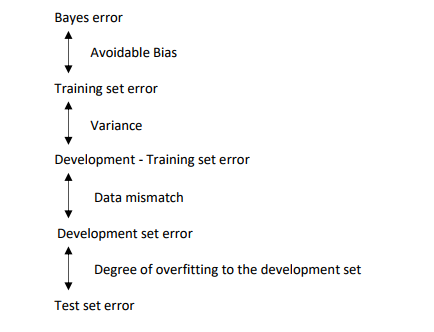 Bayes error
Avoidable Bias
Training set error
Variance
Development - Training set error
Data mismatch
Development set error
Degree of overfitting to the development set
Test set error